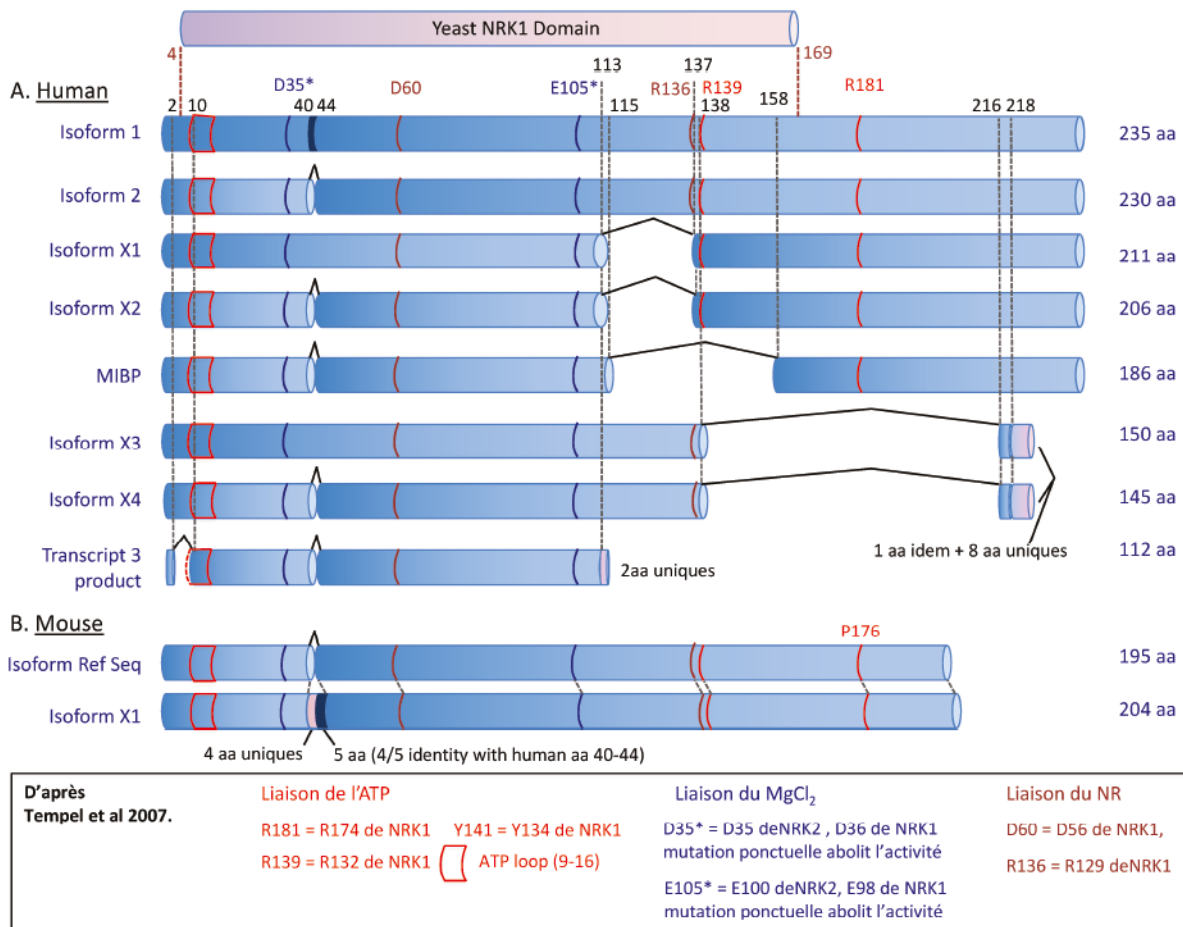 Yeast NRK1 Domain
4
169
113
137
D35*
D60
E105*
R136
R139
R181
A. Human
2
10
40
44
115
138
158
216
218
Isoform 1
235 aa
Isoform 2
230 aa
Isoform X1
211 aa
Isoform X2
206 aa
MIBP
186 aa
Isoform X3
150 aa
Isoform X4
145 aa
1 aa idem + 8 aa uniques
Transcript 3
product
2aa uniques
112 aa
B. Mouse
P176
Isoform Ref Seq
195 aa
Isoform X1
204 aa
4 aa uniques
5 aa (4/5 identity with human aa 40-44)
D'après
Tempel et al 2007.
Liaison de l'ATP
R181 = R174 de NRK1
Y141 = Y134 de NRK1
R139 = R132 de NRK1
ATP loop (9-16)
Liaison du MgCl₂
D35* = D35 deNRK2 , D36 de NRK1
mutation ponctuelle abolit l'activité
E105* = E100 deNRK2, E98 de NRK1
mutation ponctuelle abolit l'activité
Liaison du NR
D60 = D56 de NRK1,
R136 = R129 deNRK1